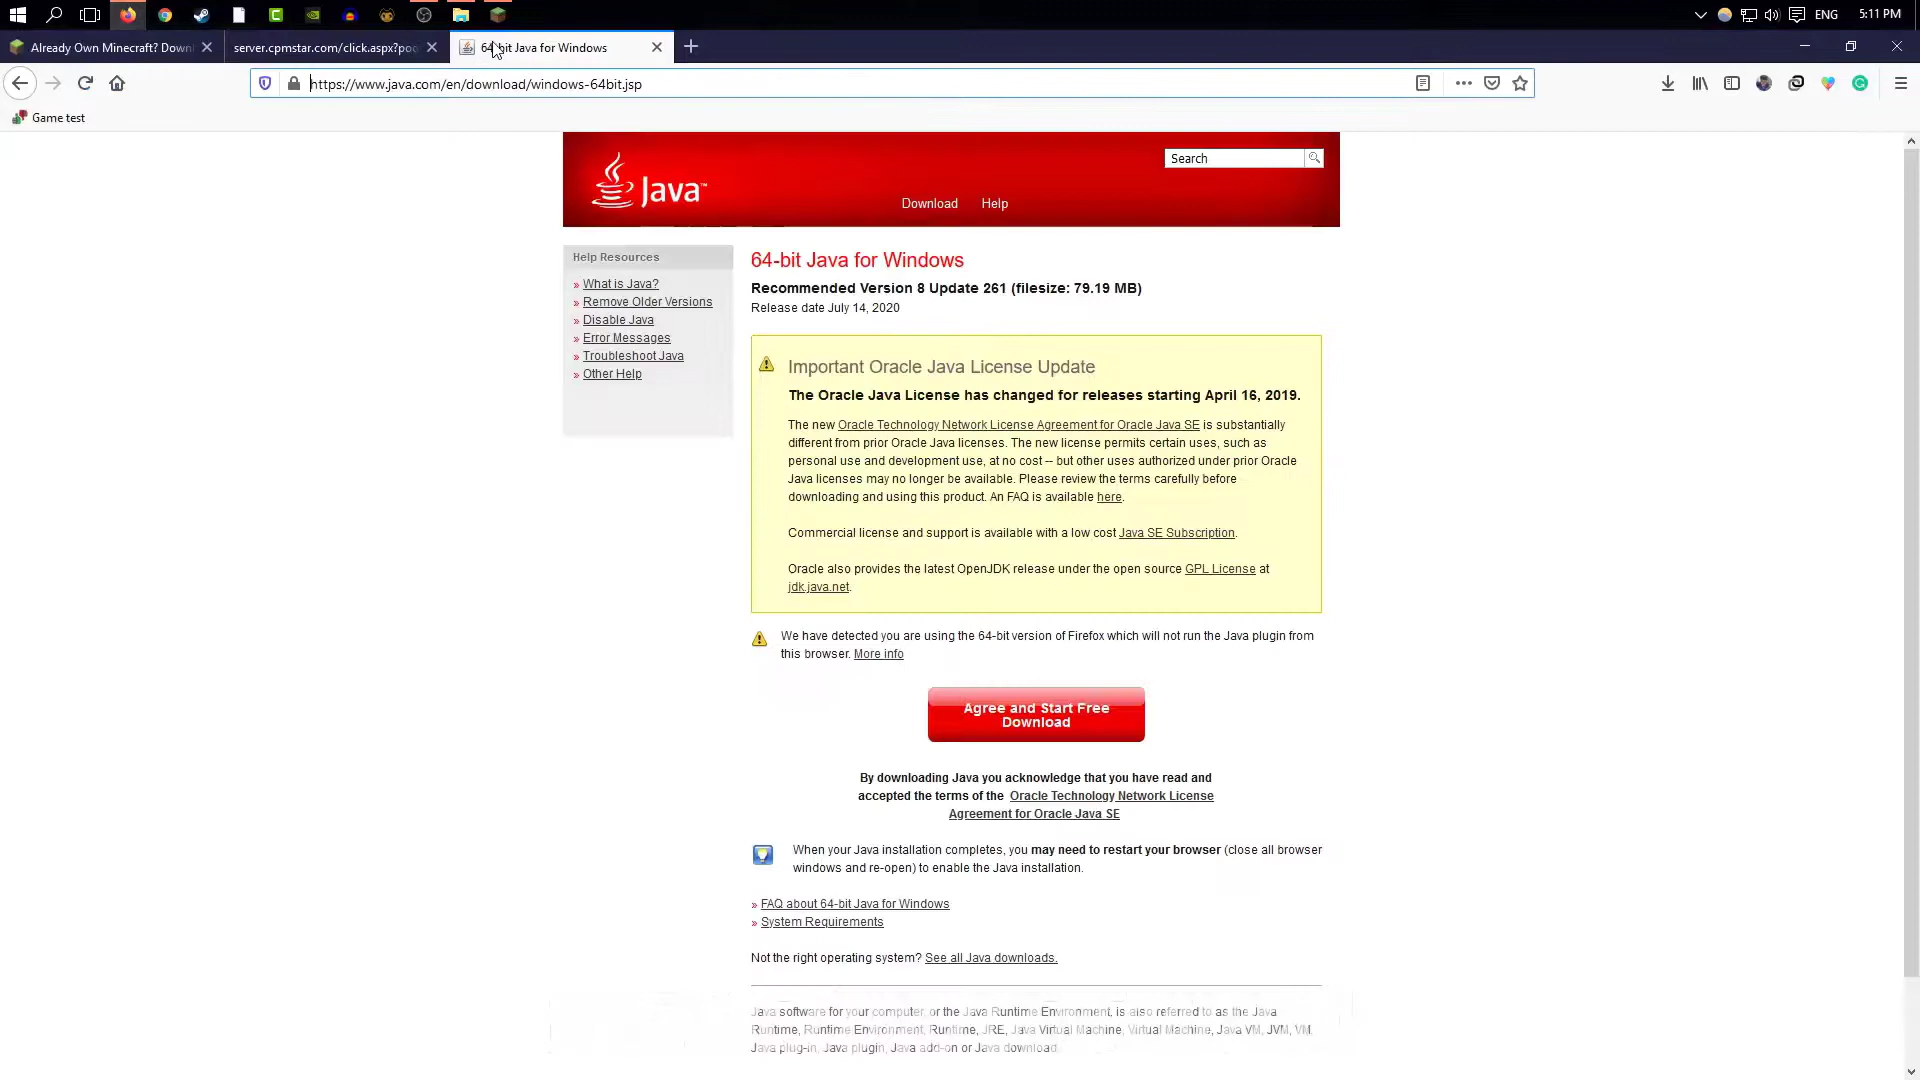 ENG
5:11 PM
Already Own Minecraft? Down
server.cpmstar.com/click.aspx?poo
64-bit Java for Windows
https://www.java.com/en/download/windows-64bit.jsp
Game test
Java™
Search
Download Help
Help Resources
» What is Java?
» Remove Older Versions
» Disable Java
» Error Messages
» Troubleshoot Java
» Other Help
64-bit Java for Windows
Recommended Version 8 Update 261 (filesize: 79.19 MB)
Release date July 14, 2020
Important Oracle Java License Update
The Oracle Java License has changed for releases starting April 16, 2019.
The new Oracle Technology Network License Agreement for Oracle Java SE is substantially
different from prior Oracle Java licenses. The new license permits certain uses, such as
personal use and development use, at no cost -- but other uses authorized under prior Oracle
Java licenses may no longer be available. Please review the terms carefully before
downloading and using this product. An FAQ is available here.
Commercial license and support is available with a low cost Java SE Subscription.
Oracle also provides the latest OpenJDK release under the open source GPL License at
jdk.java.net.
We have detected you are using the 64-bit version of Firefox which will not run the Java plugin from
this browser. More info
Agree and Start Free
Download
By downloading Java you acknowledge that you have read and
accepted the terms of the Oracle Technology Network License
Agreement for Oracle Java SE
When your Java installation completes, you may need to restart your browser (close all browser
windows and re-open) to enable the Java installation.
» FAQ about 64-bit Java for Windows
» System Requirements
Not the right operating system? See all Java downloads.
Java software for your computer, or the Java Runtime Environment, is also referred to as the Java
Runtime, Runtime Environment, Runtime, JRE, Java Virtual Machine, Virtual Machine, Java VM, JVM, VM,
Java plug-in, Java plugin, Java add-on or Java download.